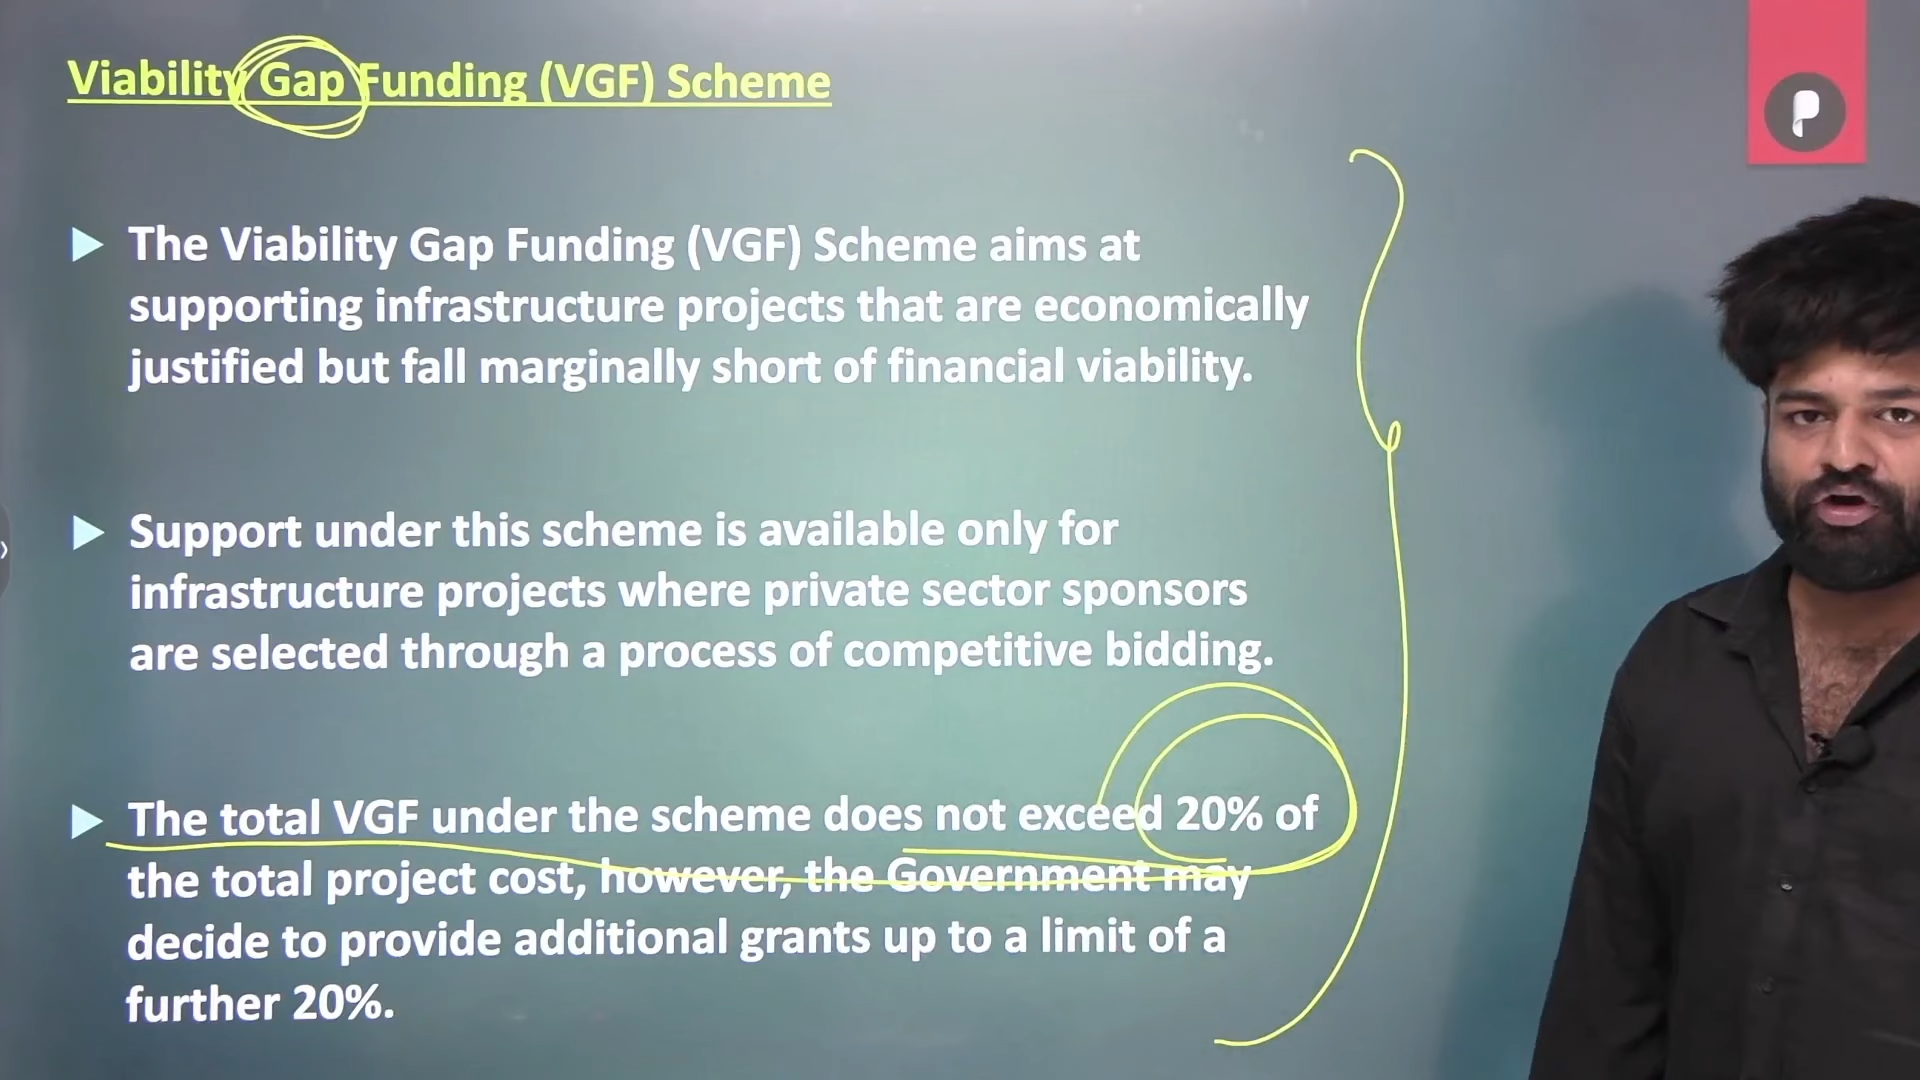 Viability Gap Funding (VGF) Scheme
The Viability Gap Funding (VGF) Scheme aims at
supporting infrastructure projects that are economically
justified but fall marginally short of financial viability.
Support under this scheme is available only for
infrastructure projects where private sector sponsors
are selected through a process of competitive bidding.
The total VGF under the scheme does not exceed 20% of
the total project cost, however, the Government may
decide to provide additional grants up to a limit of a
further 20%.